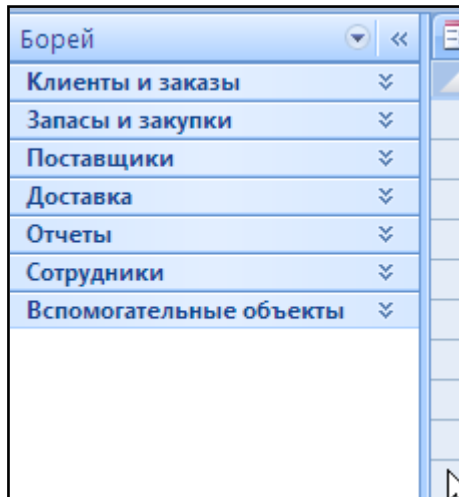 Борей
Клиенты и заказы
Запасы и закупки
Поставщики
Доставка
Отчеты
Сотрудники
Вспомогательные объекты